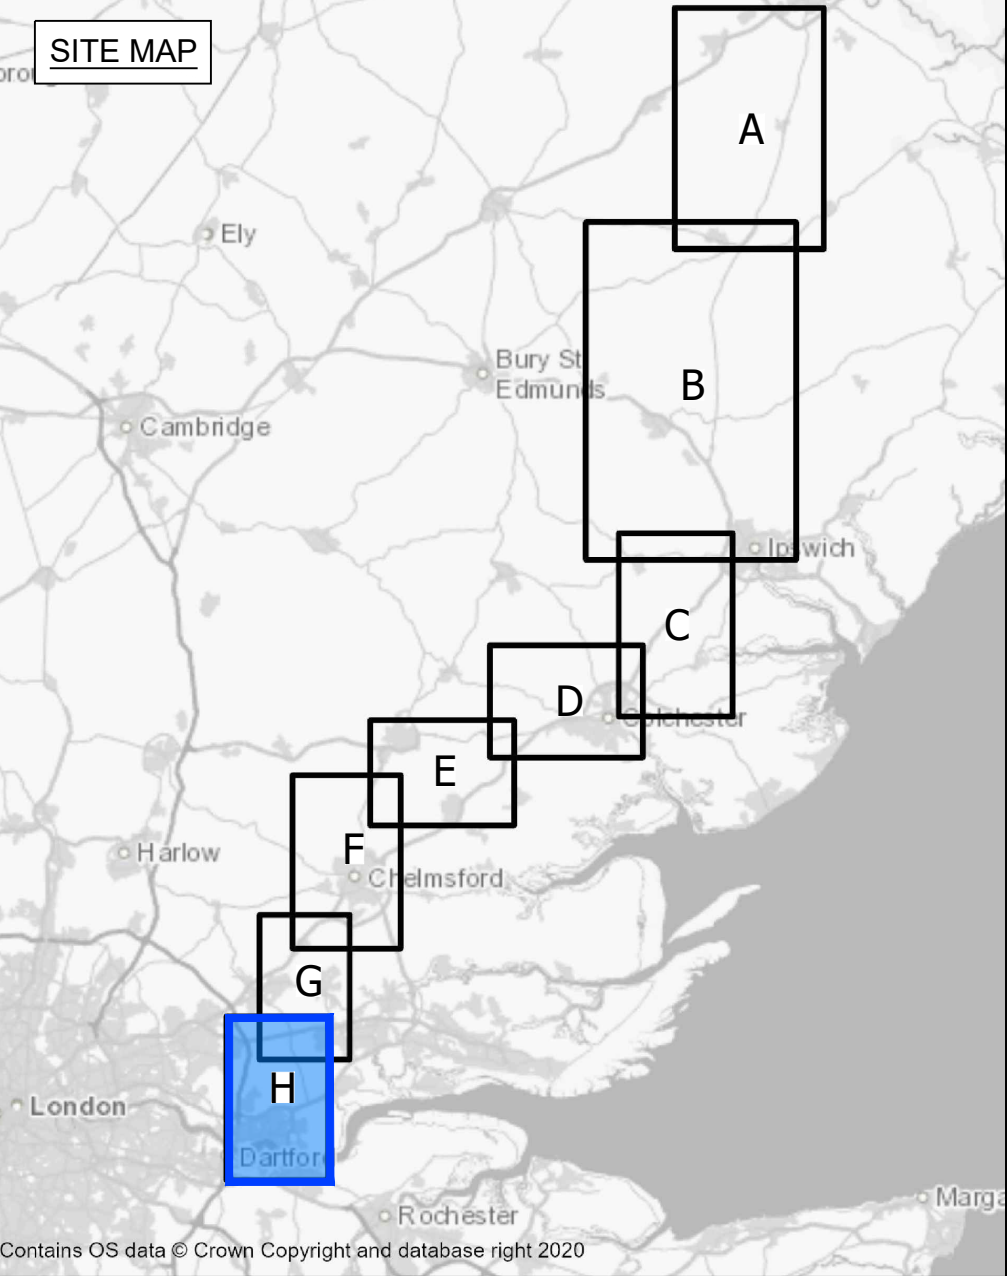 SITE MAP
A
Ely
B
Bury St
Edmunds
Cambridge
Ipswich
C
D
Colchester
E
F
Harlow
Chelmsford
G
H
London
Dartford
Rochester
Contains OS data © Crown Copyright and database right 2020